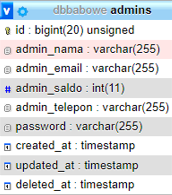 v dbbabowe admins
id : bigint(20) unsigned
admin_nama : varchar(255)
admin_email : varchar(255)
# admin_saldo : int(11)
admin_telepon : varchar(255)
password : varchar(255)
created_at : timestamp
updated_at : timestamp
deleted_at : timestamp